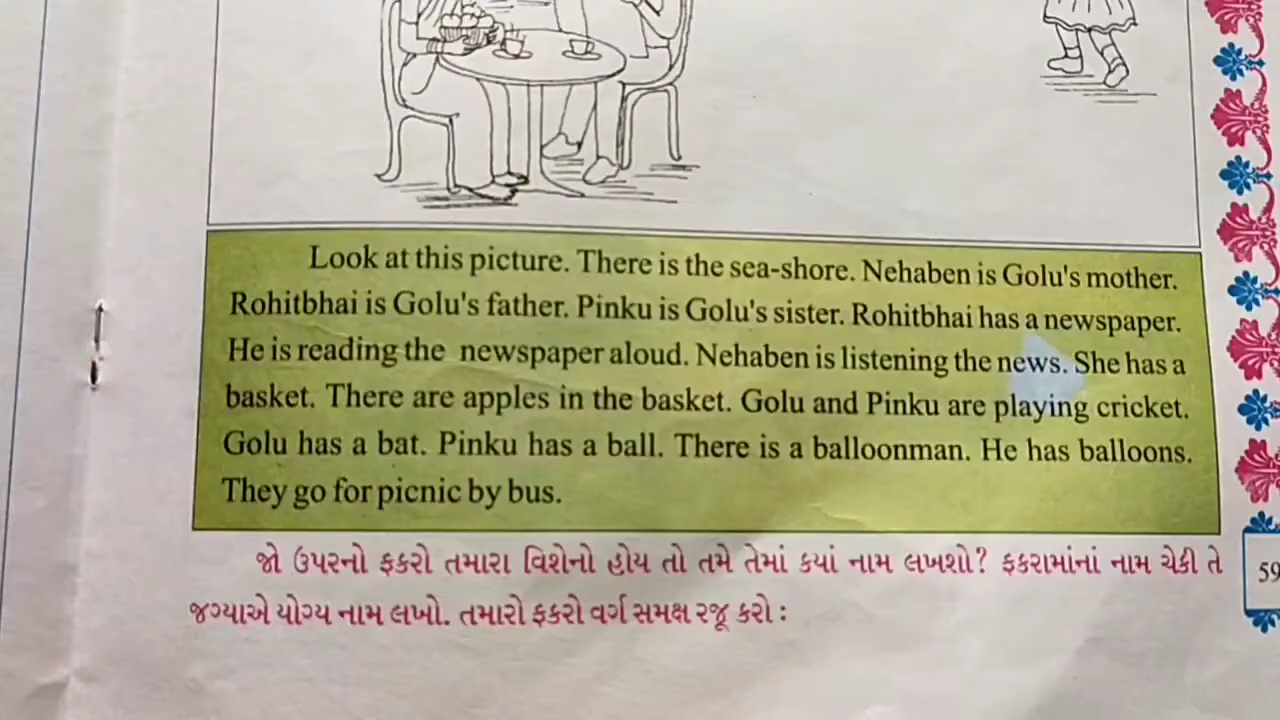 Look at this picture. There is the sea-shore. Nehaben is Golu's mother.
Rohitbhai is Golu's father. Pinku is Golu's sister. Rohitbhai has a newspaper.
He is reading the newspaper aloud. Nehaben is listening the news. She has a
basket. There are apples in the basket. Golu and Pinku are playing cricket.
Golu has a bat. Pinku has a ball. There is a balloonman. He has balloons.
They go for picnic by bus.
જો ઉપરનો ફકરો તમારા વિશેનો હોય તો તમે તેમાં કયાં નામ લખશો? ફકરામાંનાં નામ ચેકી તે
જગ્યાએ યોગ્ય નામ લખો. તમારો ફકરો વર્ગ સમક્ષ રજૂ કરો :
59